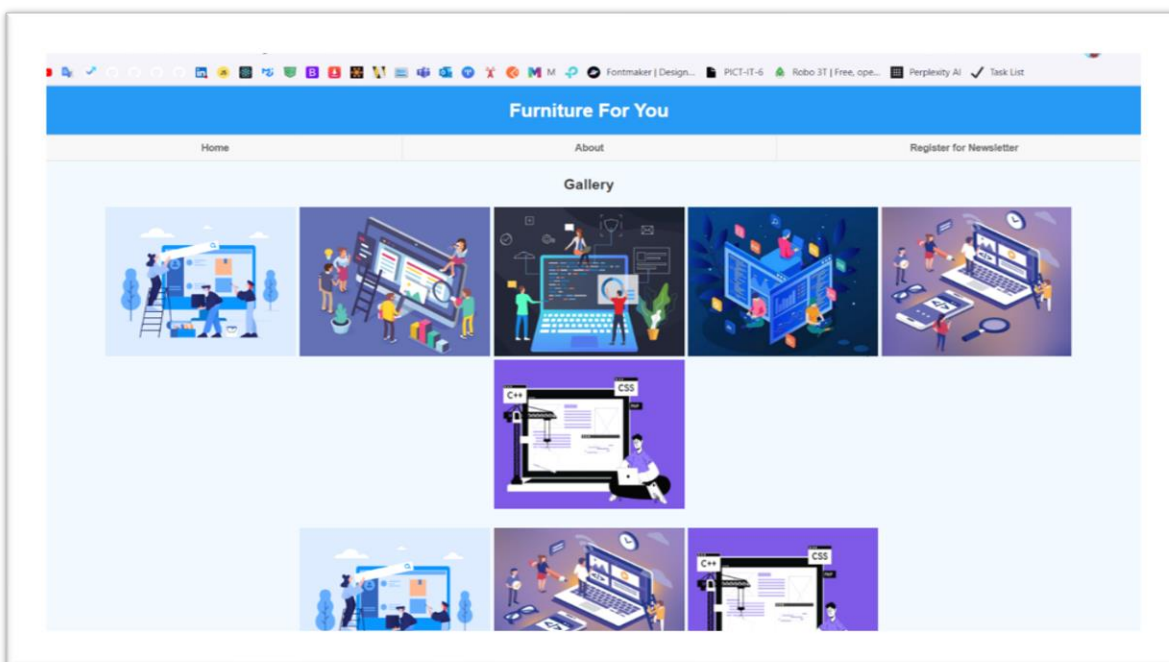 M Fontmaker | Design... PICT-IT-6 Robo 3T | Free, ope... Perplexity AI Task List
Furniture For You
Home About Register for Newsletter
Gallery
C++ CSS
C++ CSS